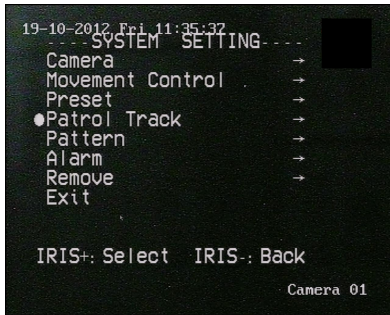 19-10-2012 Fri 11:35:37
----SYSTEM SETTING----
Camera →
Movement Control →
Preset →
Patrol Track →
Pattern →
Alarm →
Remove →
Exit
IRIS+: Select IRIS-: Back
Camera 01